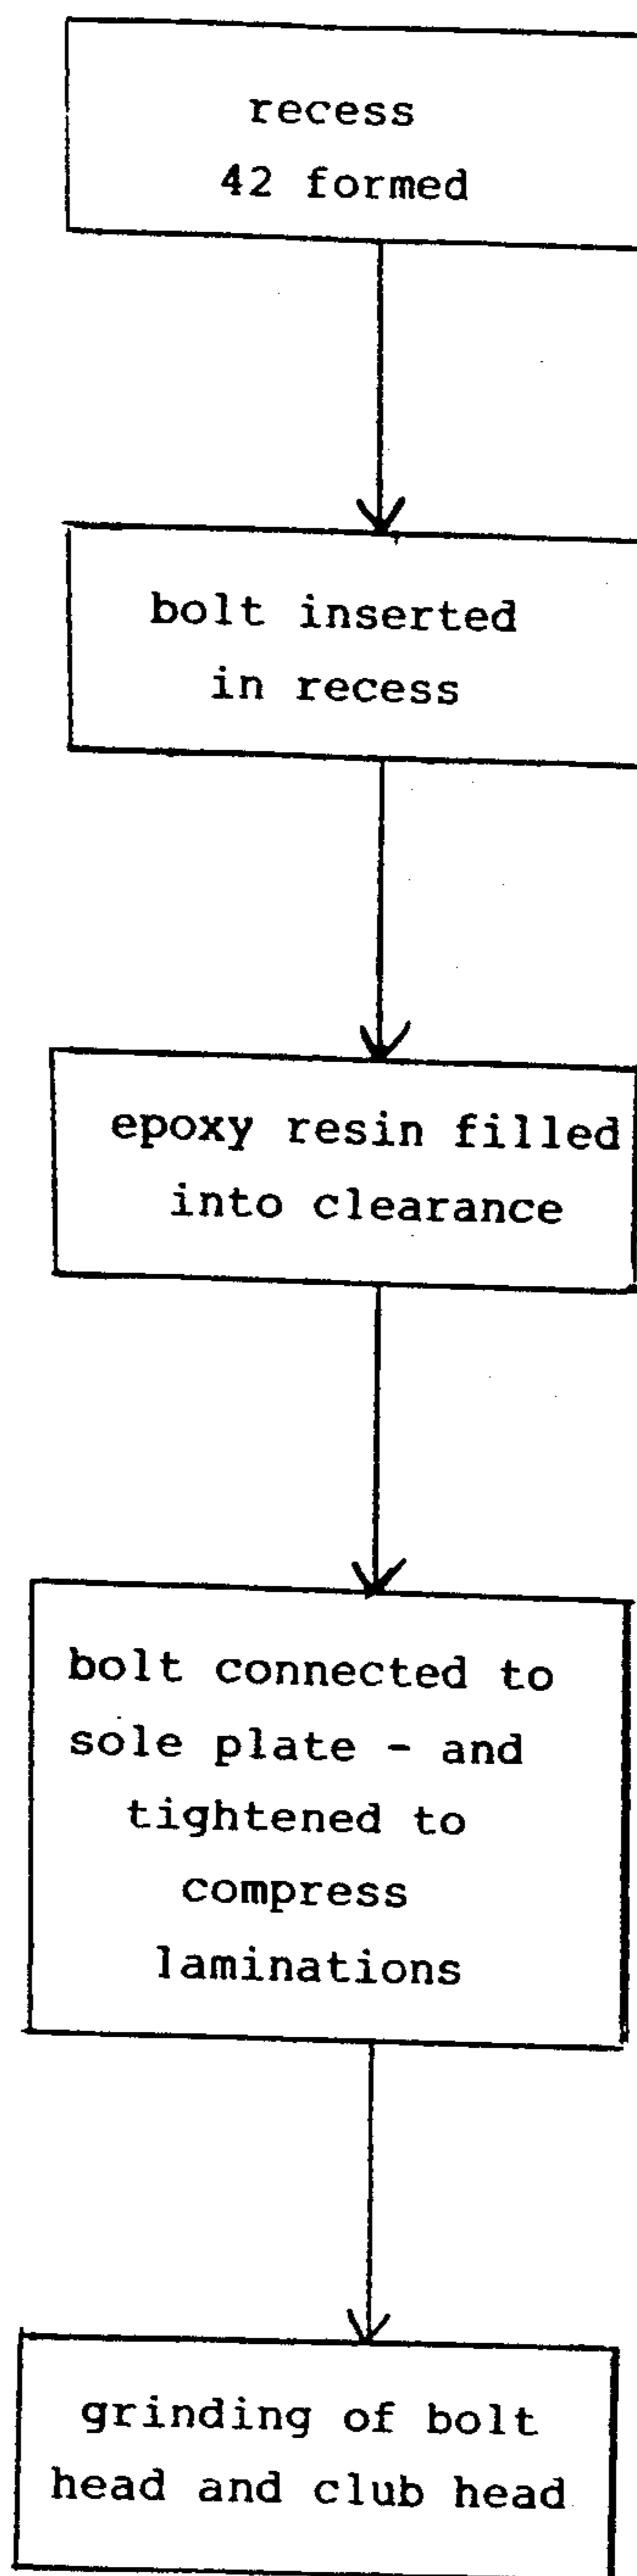 recess
42 formed
bolt inserted
in recess
epoxy resin filled
into clearance
bolt connected to
sole plate - and
tightened to
compress
laminations
grinding of bolt
head and club head